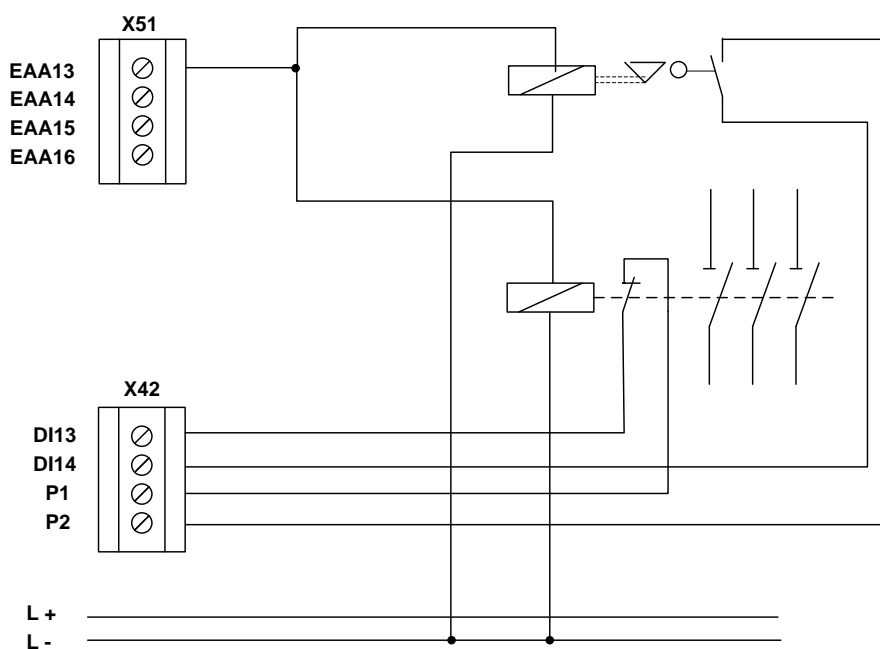 X51
EAA13
EAA14
EAA15
EAA16
X42
DI13
DI14
P1
P2
L +
L -